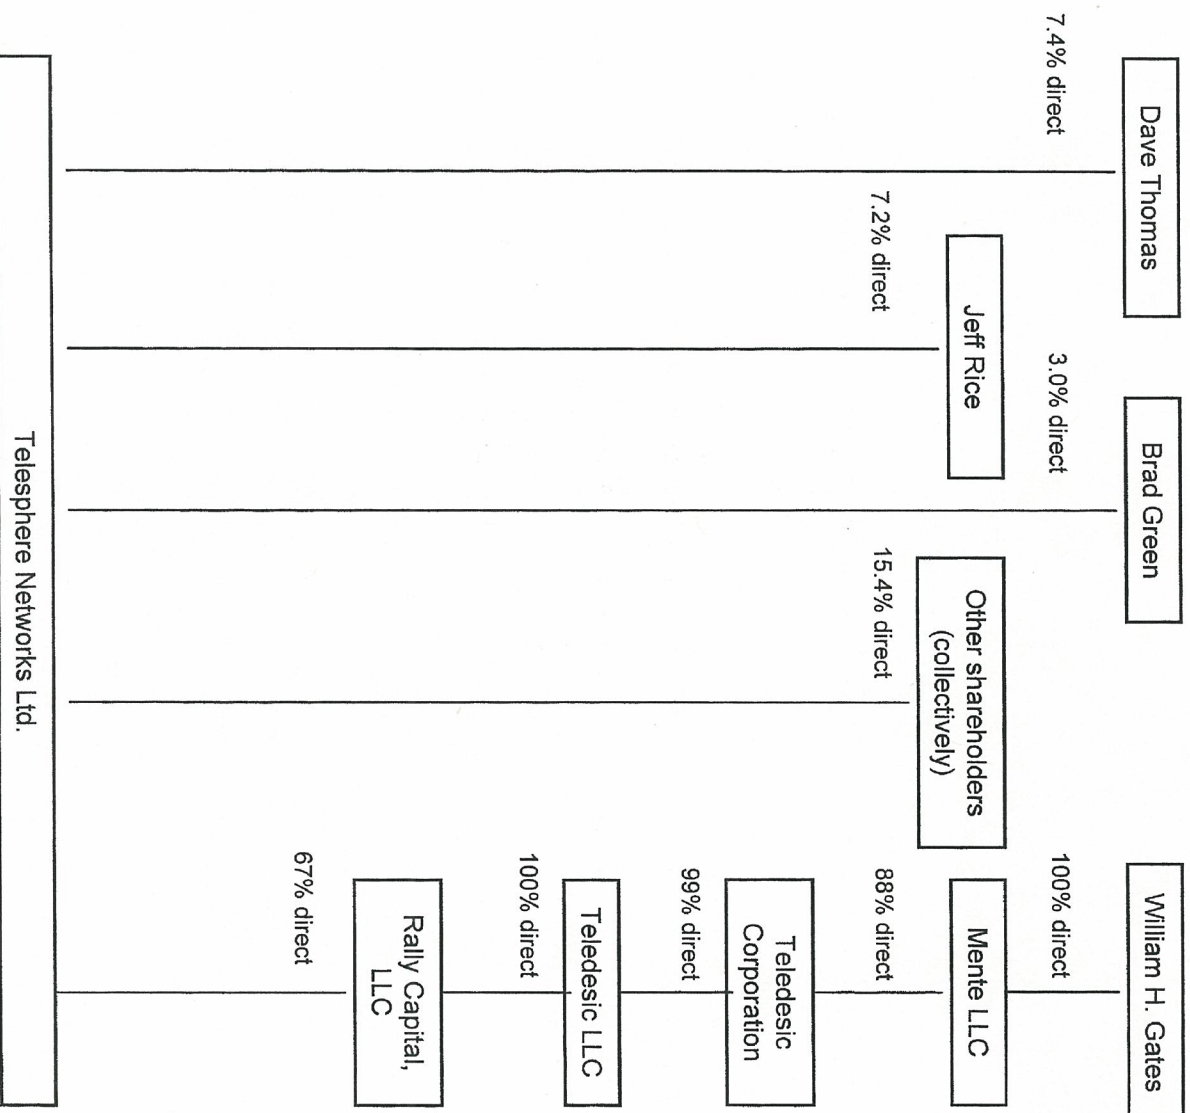 Dave Thomas
Brad Green
William H. Gates
7.4% direct
3.0% direct
100% direct
Jeff Rice
Other shareholders
(collectively)
Mente LLC
7.2% direct
15.4% direct
88% direct
Teledesic
Corporation
99% direct
Teledesic LLC
100% direct
Rally Capital,
LLC
67% direct
Telesphere Networks Ltd.